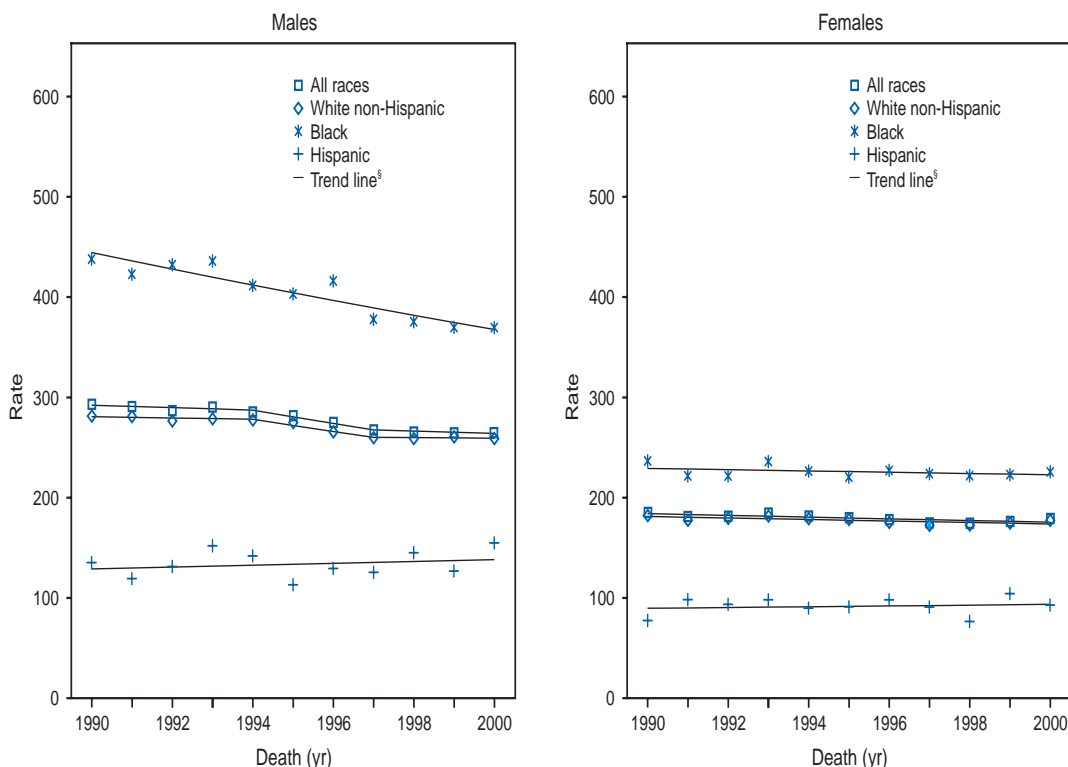 Males
600
500
400
300
200
100
0
Rate
All races
White non-Hispanic
Black
Hispanic
Trend line§
1990 1992 1994 1996 1998 2000
Death (yr)
Females
600
500
400
300
200
100
0
Rate
All races
White non-Hispanic
Black
Hispanic
Trend line§
1990 1992 1994 1996 1998 2000
Death (yr)